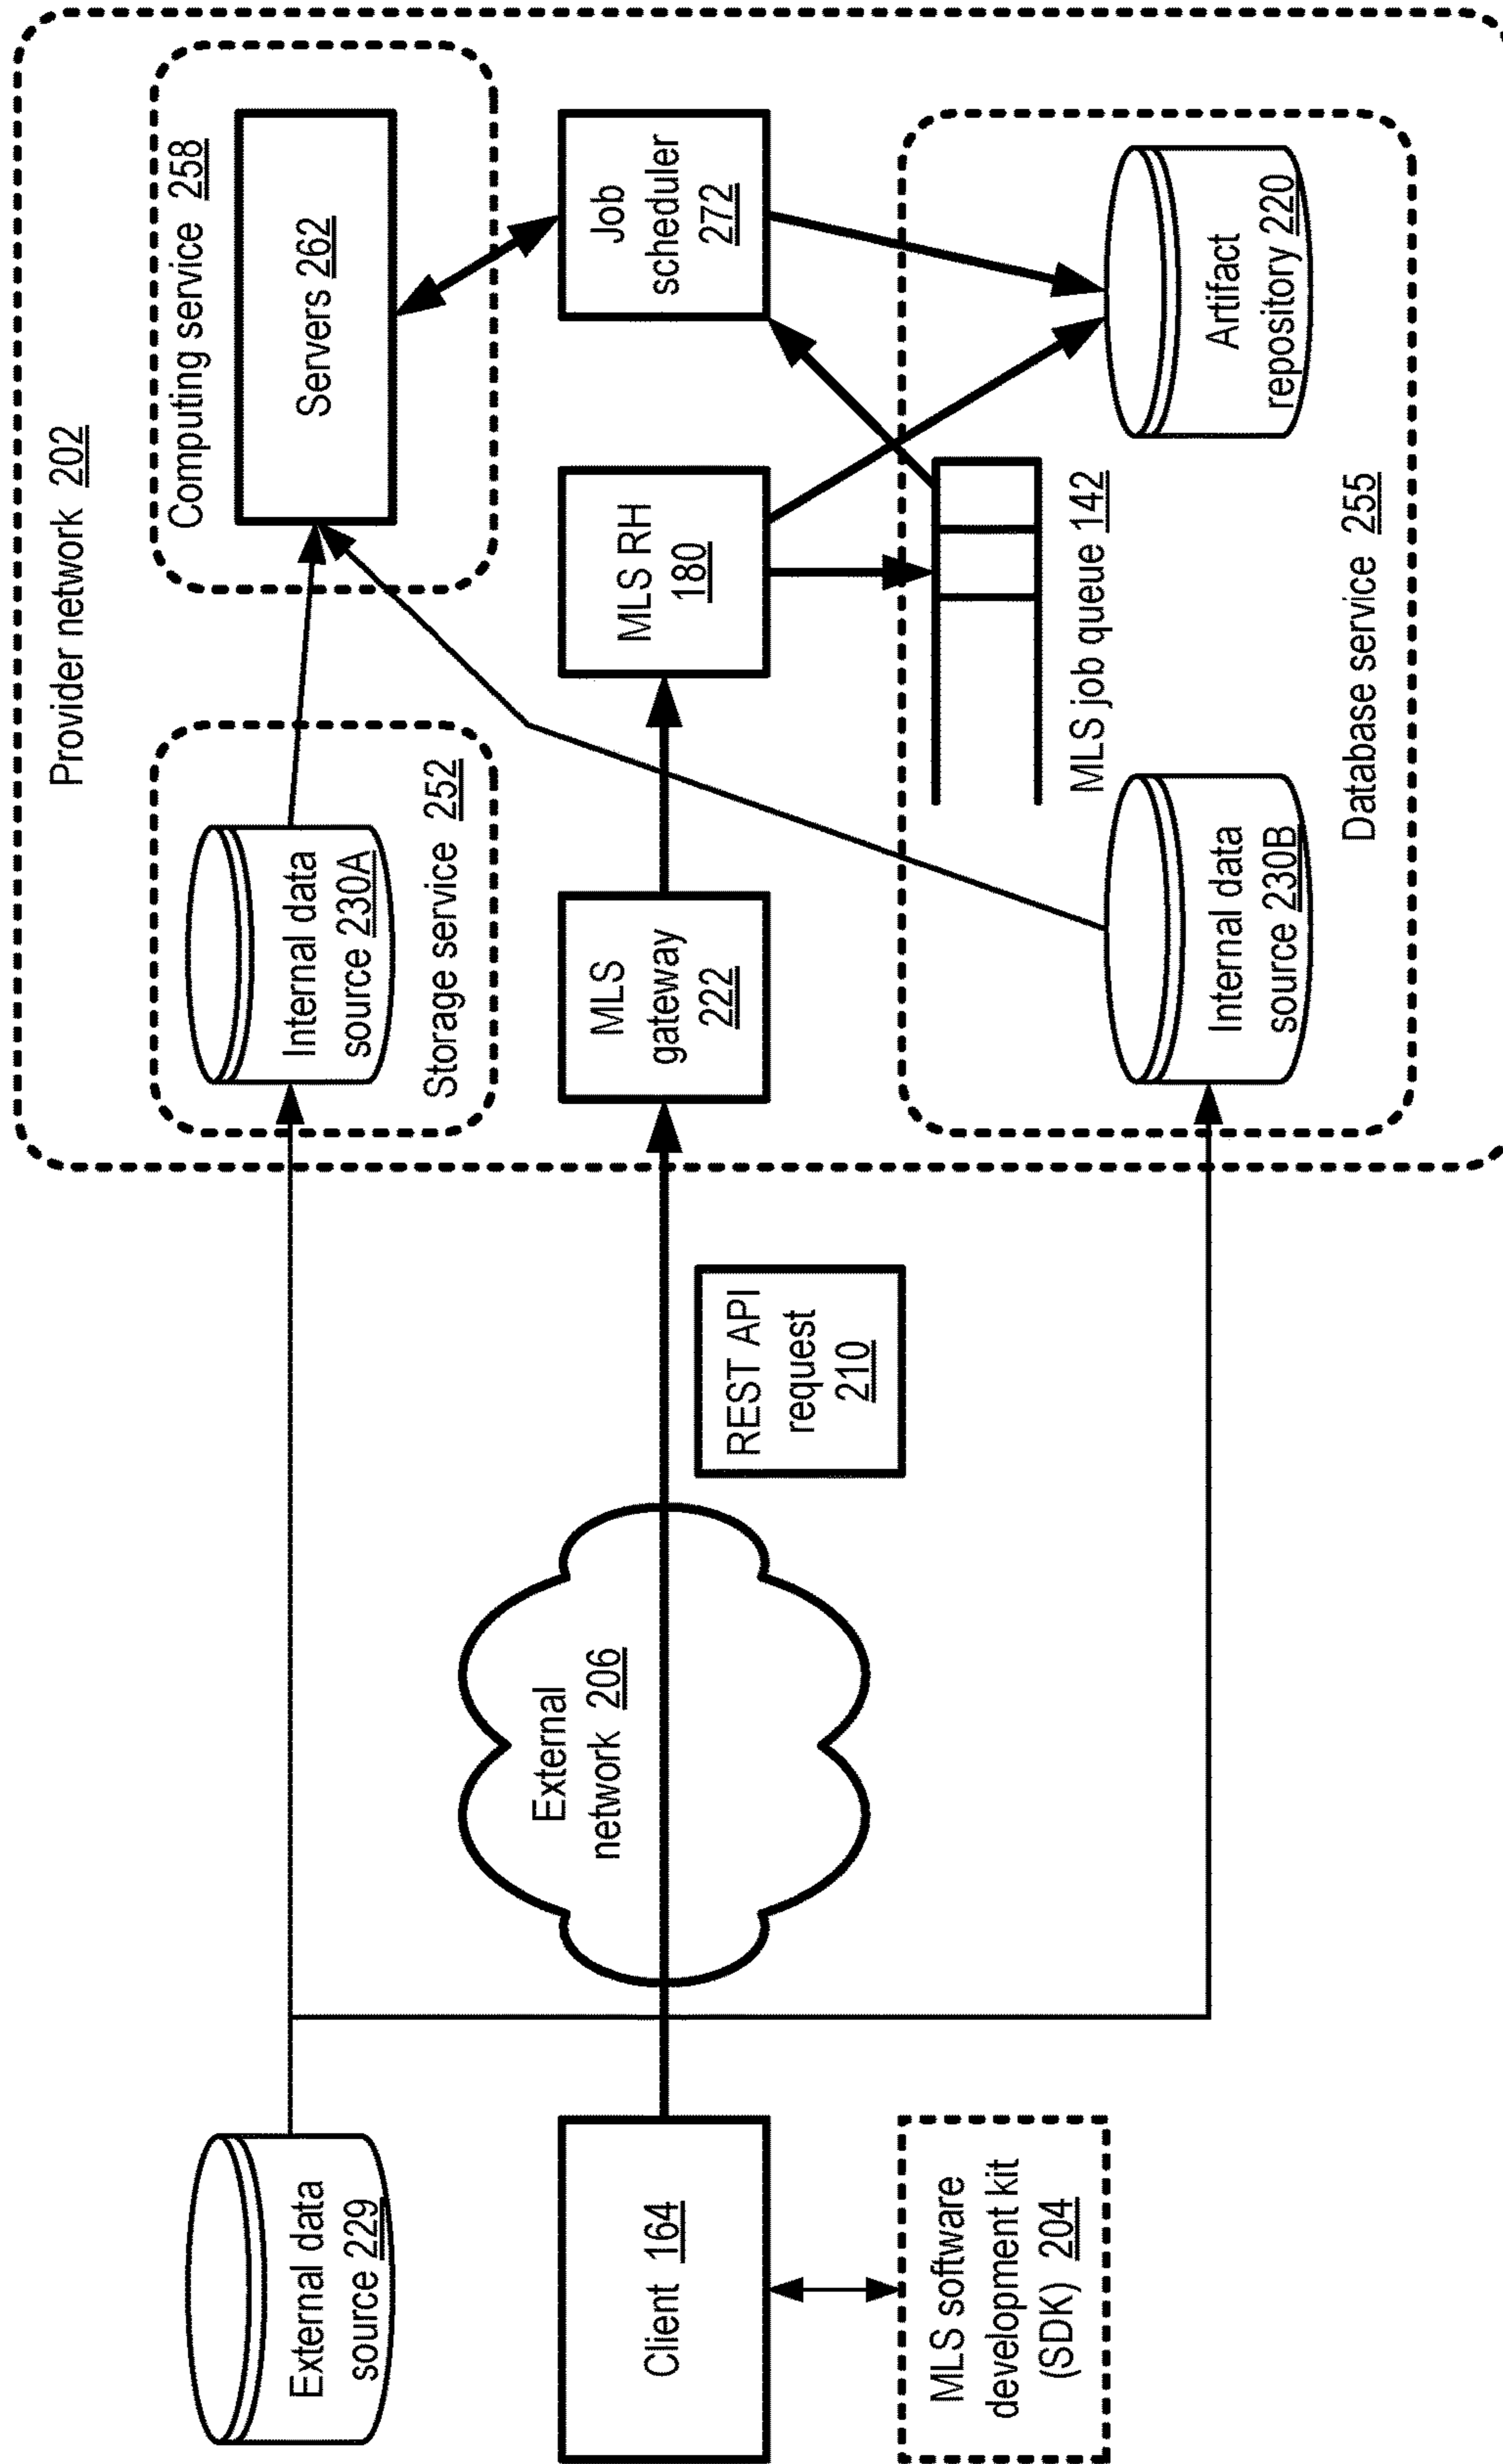 Provider network 202
Computing service 258
Servers 262
Internal data
source 230A
Storage service 252
External data
source 229
Job
scheduler
272
MLS RH
180
MLS
gateway
222
REST API
request
210
External
network 206
Client 164
MLS software
development kit
(SDK) 204
MLS job queue 142
Artifact
repository 220
Internal data
source 230B
Database service 255